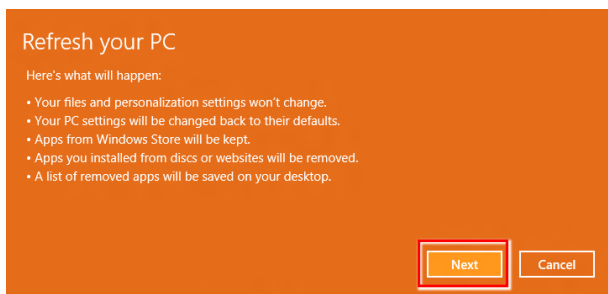 Refresh your PC
Here's what will happen:
• Your files and personalization settings won't change.
• Your PC settings will be changed back to their defaults.
• Apps from Windows Store will be kept.
• Apps you installed from discs or websites will be removed.
• A list of removed apps will be saved on your desktop.
Next Cancel